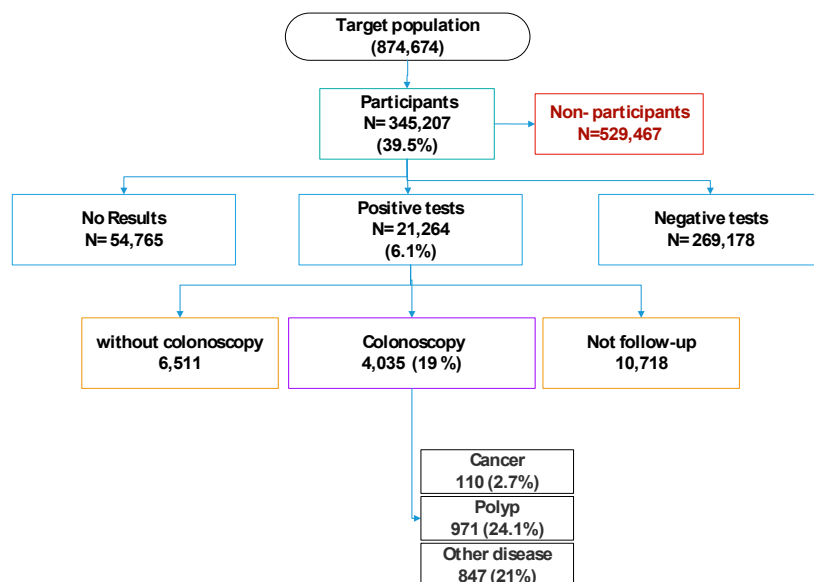 Target population
(874,674)
Participants
N= 345,207
(39.5%)
Non- participants
N=529,467
No Results
N= 54,765
Positive tests
N= 21,264
(6.1%)
Negative tests
N= 269,178
without colonoscopy
6,511
Colonoscopy
4,035 (19 %)
Not follow-up
10,718
Cancer
110 (2.7%)
Polyp
971 (24.1%)
Other disease
847 (21%)